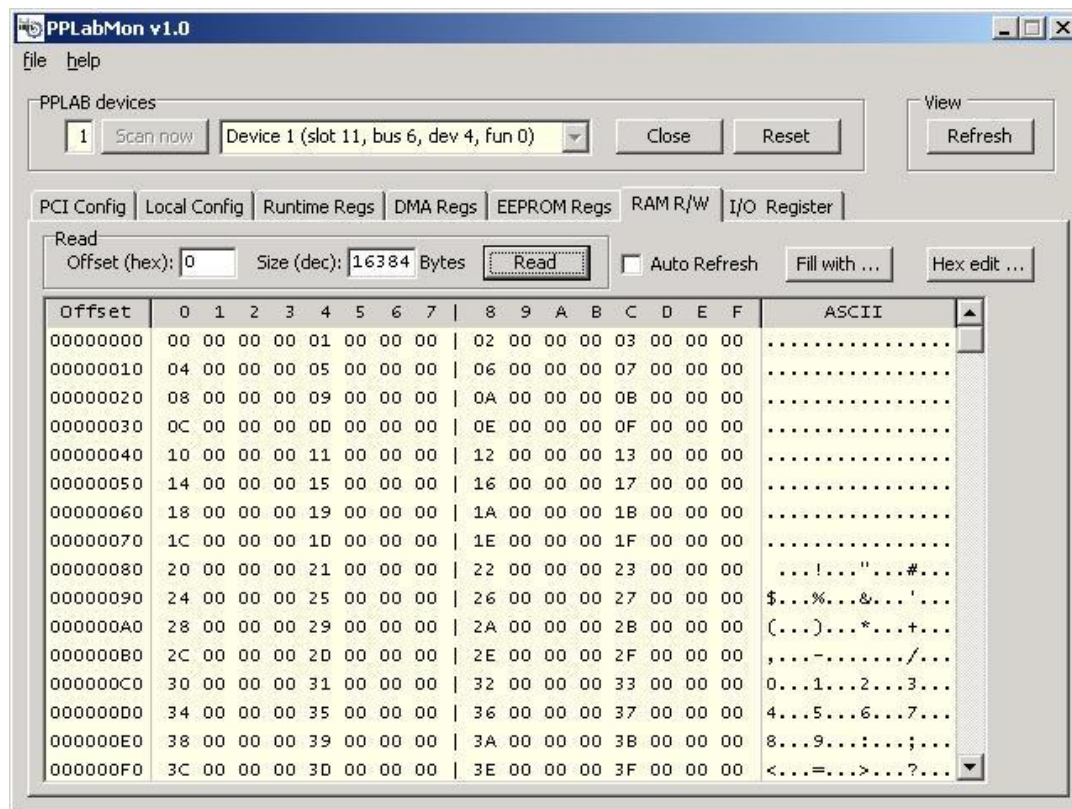 PPLabMon v1.0
file help
PPLAB devices View
1 Scan now Device 1 (slot 11, bus 6, dev 4, fun 0) Close Reset Refresh
PCI Config Local Config Runtime Regs DMA Regs EEPROM Regs RAM R/W I/O Register
Read
Offset (hex): 0 Size (dec): 16384 Bytes Read Auto Refresh Fill with ... Hex edit ...
Offset 0 1 2 3 4 5 6 7 | 8 9 A B C D E F ASCII
00000000 00 00 00 00 01 00 00 00 | 02 00 00 00 03 00 00 00 ................
00000010 04 00 00 00 05 00 00 00 | 06 00 00 00 07 00 00 00 ................
00000020 08 00 00 00 09 00 00 00 | 0A 00 00 00 0B 00 00 00 ................
00000030 0C 00 00 00 0D 00 00 00 | 0E 00 00 00 0F 00 00 00 ................
00000040 10 00 00 00 11 00 00 00 | 12 00 00 00 13 00 00 00 ................
00000050 14 00 00 00 15 00 00 00 | 16 00 00 00 17 00 00 00 ................
00000060 18 00 00 00 19 00 00 00 | 1A 00 00 00 1B 00 00 00 ................
00000070 1C 00 00 00 1D 00 00 00 | 1E 00 00 00 1F 00 00 00 ................
00000080 20 00 00 00 21 00 00 00 | 22 00 00 00 23 00 00 00 ...!..."...#...
00000090 24 00 00 00 25 00 00 00 | 26 00 00 00 27 00 00 00 $...%...&...'...
000000A0 28 00 00 00 29 00 00 00 | 2A 00 00 00 2B 00 00 00 (...)...*...+...
000000B0 2C 00 00 00 2D 00 00 00 | 2E 00 00 00 2F 00 00 00 ,...-......./...
000000C0 30 00 00 00 31 00 00 00 | 32 00 00 00 33 00 00 00 0...1...2...3...
000000D0 34 00 00 00 35 00 00 00 | 36 00 00 00 37 00 00 00 4...5...6...7...
000000E0 38 00 00 00 39 00 00 00 | 3A 00 00 00 3B 00 00 00 8...9...:...;...
000000F0 3C 00 00 00 3D 00 00 00 | 3E 00 00 00 3F 00 00 00 <...=...>...?...